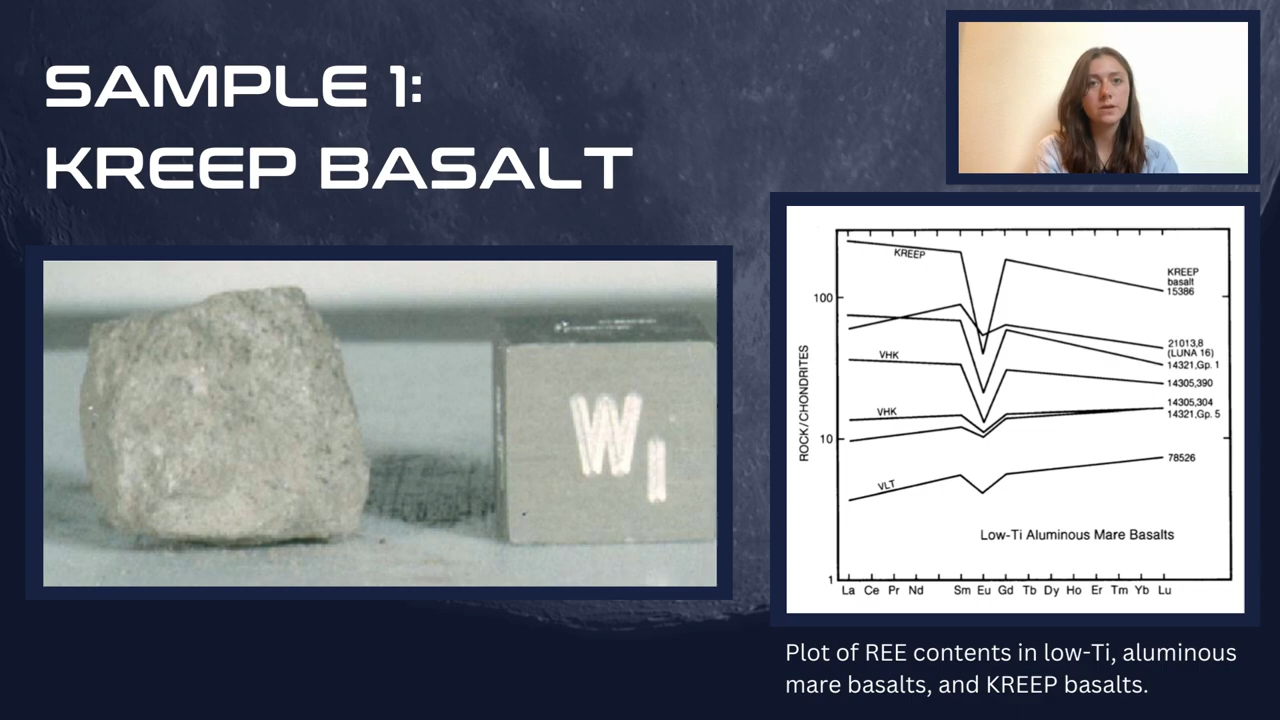 SAMPLE 1:
KREEP BASALT
W
1
KREEP
KREEP
basalt
15386
100
21013,8
(LUNA 16)
14321,Gp. 1
VHK
14305,390
VHK
14305,304
14321,Gp. 5
10
78526
VLT
ROCK/CHONDRITES
Low-Ti Aluminous Mare Basalts
1
La Ce Pr Nd Sm Eu Gd Tb Dy Ho Er Tm Yb Lu
Plot of REE contents in low-Ti, aluminous
mare basalts, and KREEP basalts.